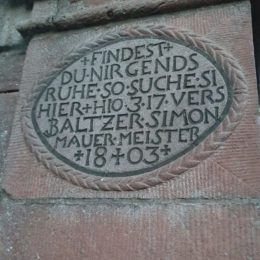 +FINDEST+
DU·NIRGENDS
RUHE·SO·SUCHE·SI
HIER+HIO·3·17·VERS
BALTZER·SIMON
MAUER·MEISTER
+18+03+